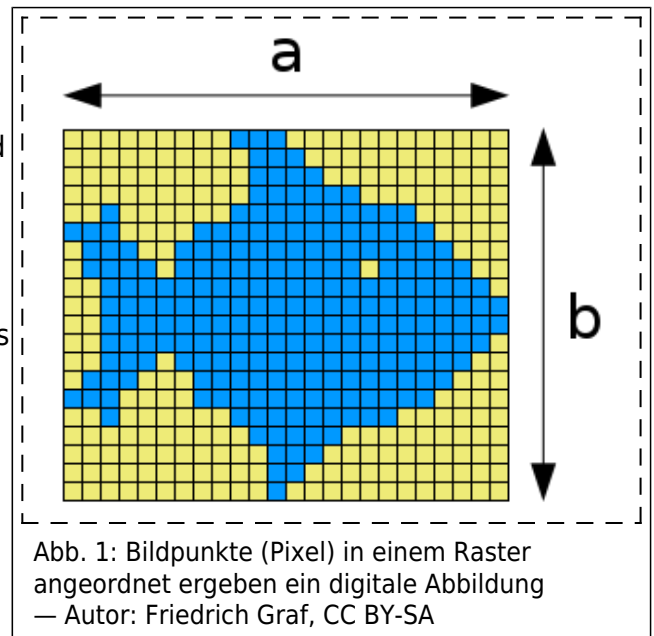 a
d
s
b
Abb. 1: Bildpunkte (Pixel) in einem Raster
angeordnet ergeben ein digitale Abbildung
— Autor: Friedrich Graf, CC BY-SA